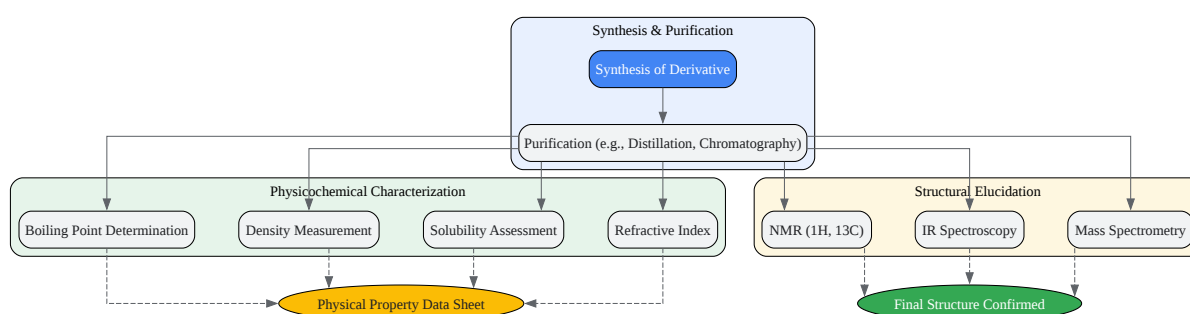 Synthesis & Purification
Synthesis of Derivative
Purification (e.g., Distillation, Chromatography)
Physicochemical Characterization
Structural Elucidation
Boiling Point Determination
Density Measurement
Solubility Assessment
Refractive Index
NMR (1H, 13C)
IR Spectroscopy
Mass Spectrometry
Physical Property Data Sheet
Final Structure Confirmed